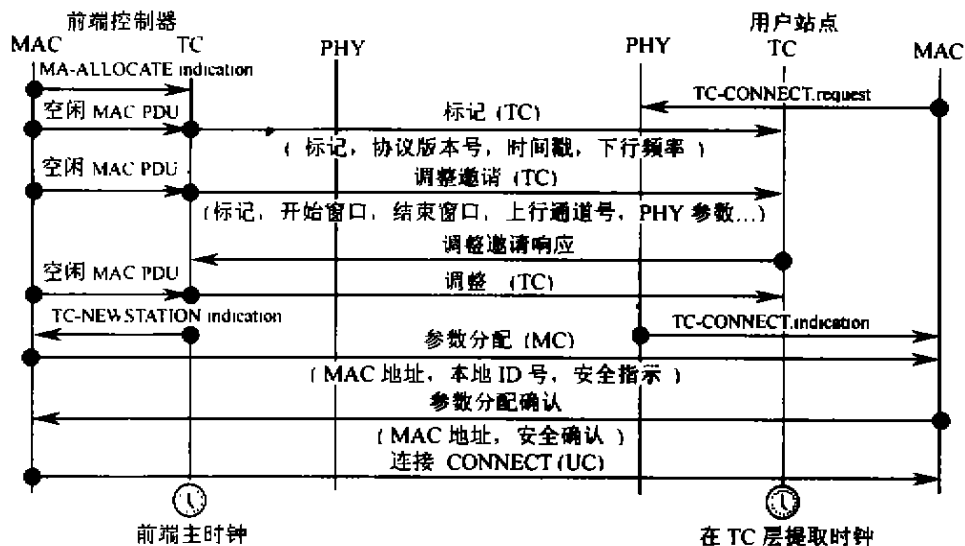 前端控制器 用户站点
MAC TC PHY PHY TC MAC
MA-ALLOCATE indication
TC-CONNECT.request
空闲 MAC PDU 标记 (TC)
( 标记，协议版本号，时间戳，下行频率 )
空闲 MAC PDU 调整邀请 (TC)
(标记，开始窗口，结束窗口，上行通道号，PHY 参数...)
调整邀请响应
空闲 MAC PDU 调整 (TC)
TC-NEWSTATION indication TC-CONNECT.indication
参数分配 (MC)
( MAC 地址，本地 ID 号，安全指示 )
参数分配确认
( MAC 地址，安全确认 )
连接 CONNECT (UC)
前端主时钟 在 TC 层提取时钟